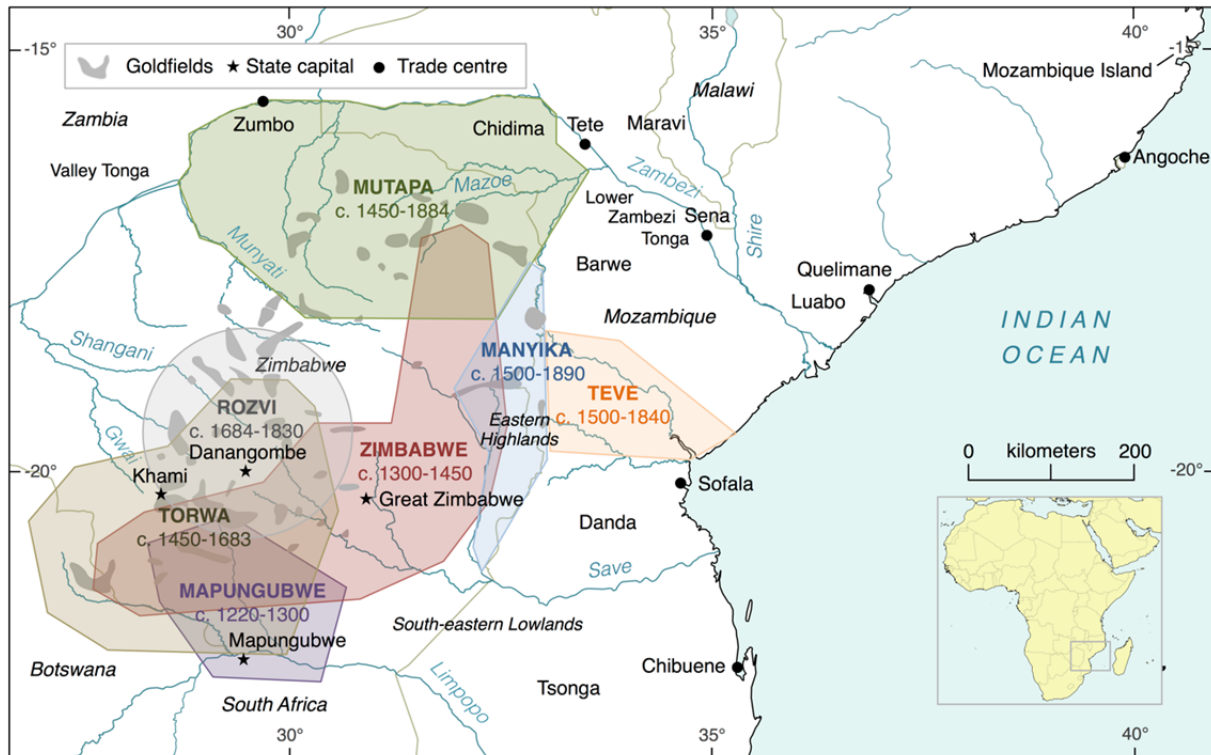 30°
35°
40°
-15°
-15°
Goldfields
State capital
Trade centre
Mozambique Island
Zambia
Zumbo
Chidima
Tete
Maravi
Malawi
Angoche
Valley Tonga
MUTAPA
c. 1450-1884
Mazoe
Zambezi
Lower
Zambezi
Tonga
Sena
Shire
Munyati
Barwe
Quelimane
Luabo
Mozambique
INDIAN
OCEAN
Shangani
Zimbabwe
MANYIKA
c. 1500-1890
TEVE
c. 1500-1840
ROZVI
c. 1684-1830
Eastern
Highlands
Gwai
Danangombe
ZIMBABWE
c. 1300-1450
kilometers
0
200
-20°
-20°
Khami
Great Zimbabwe
Sofala
TORWA
c. 1450-1683
Danda
Save
MAPUNGUBWE
c. 1220-1300
Mapungubwe
South-eastern Lowlands
Botswana
Chibuene
Limpopo
Tsonga
South Africa
30°
35°
40°